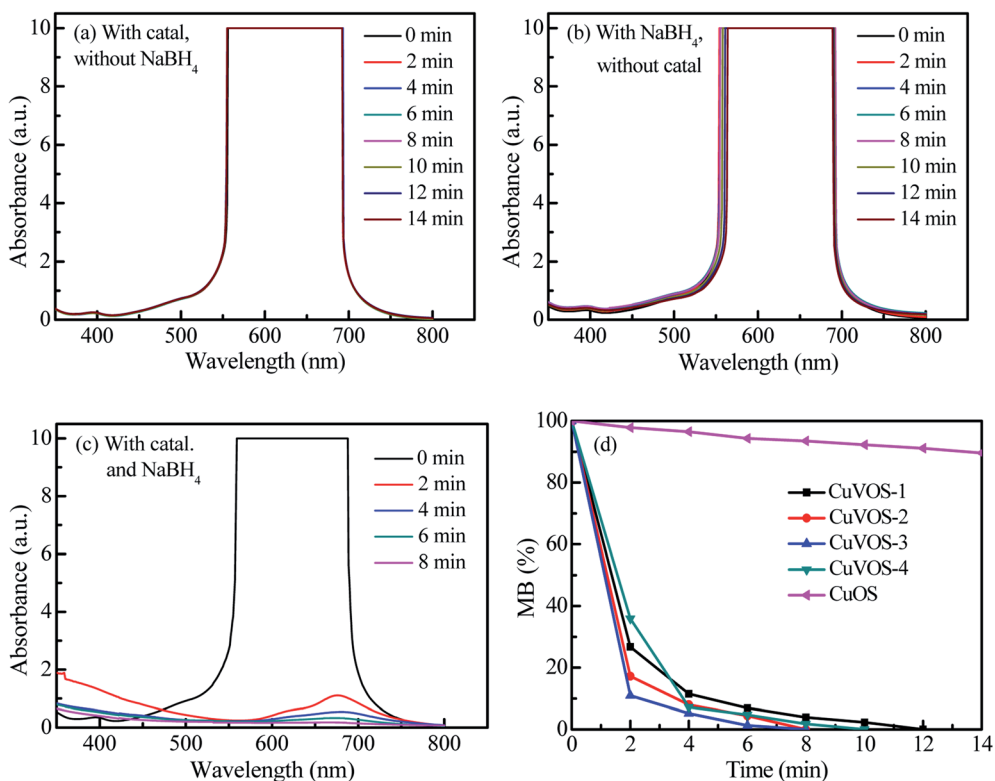 (a) With catal,
without NaBH4
0 min
2 min
4 min
6 min
8 min
10 min
12 min
14 min
10
8
6
4
2
0
Absorbance (a.u.)
400 500 600 700 800
Wavelength (nm)
(b) With NaBH4,
without catal
0 min
2 min
4 min
6 min
8 min
10 min
12 min
14 min
10
8
6
4
2
0
Absorbance (a.u.)
400 500 600 700 800
Wavelength (nm)
(c) With catal.
and NaBH4
0 min
2 min
4 min
6 min
8 min
10
8
6
4
2
0
Absorbance (a.u.)
400 500 600 700 800
Wavelength (nm)
(d)
CuVOS-1
CuVOS-2
CuVOS-3
CuVOS-4
CuOS
100
80
60
40
20
0
MB (%)
0 2 4 6 8 10 12 14
Time (min)